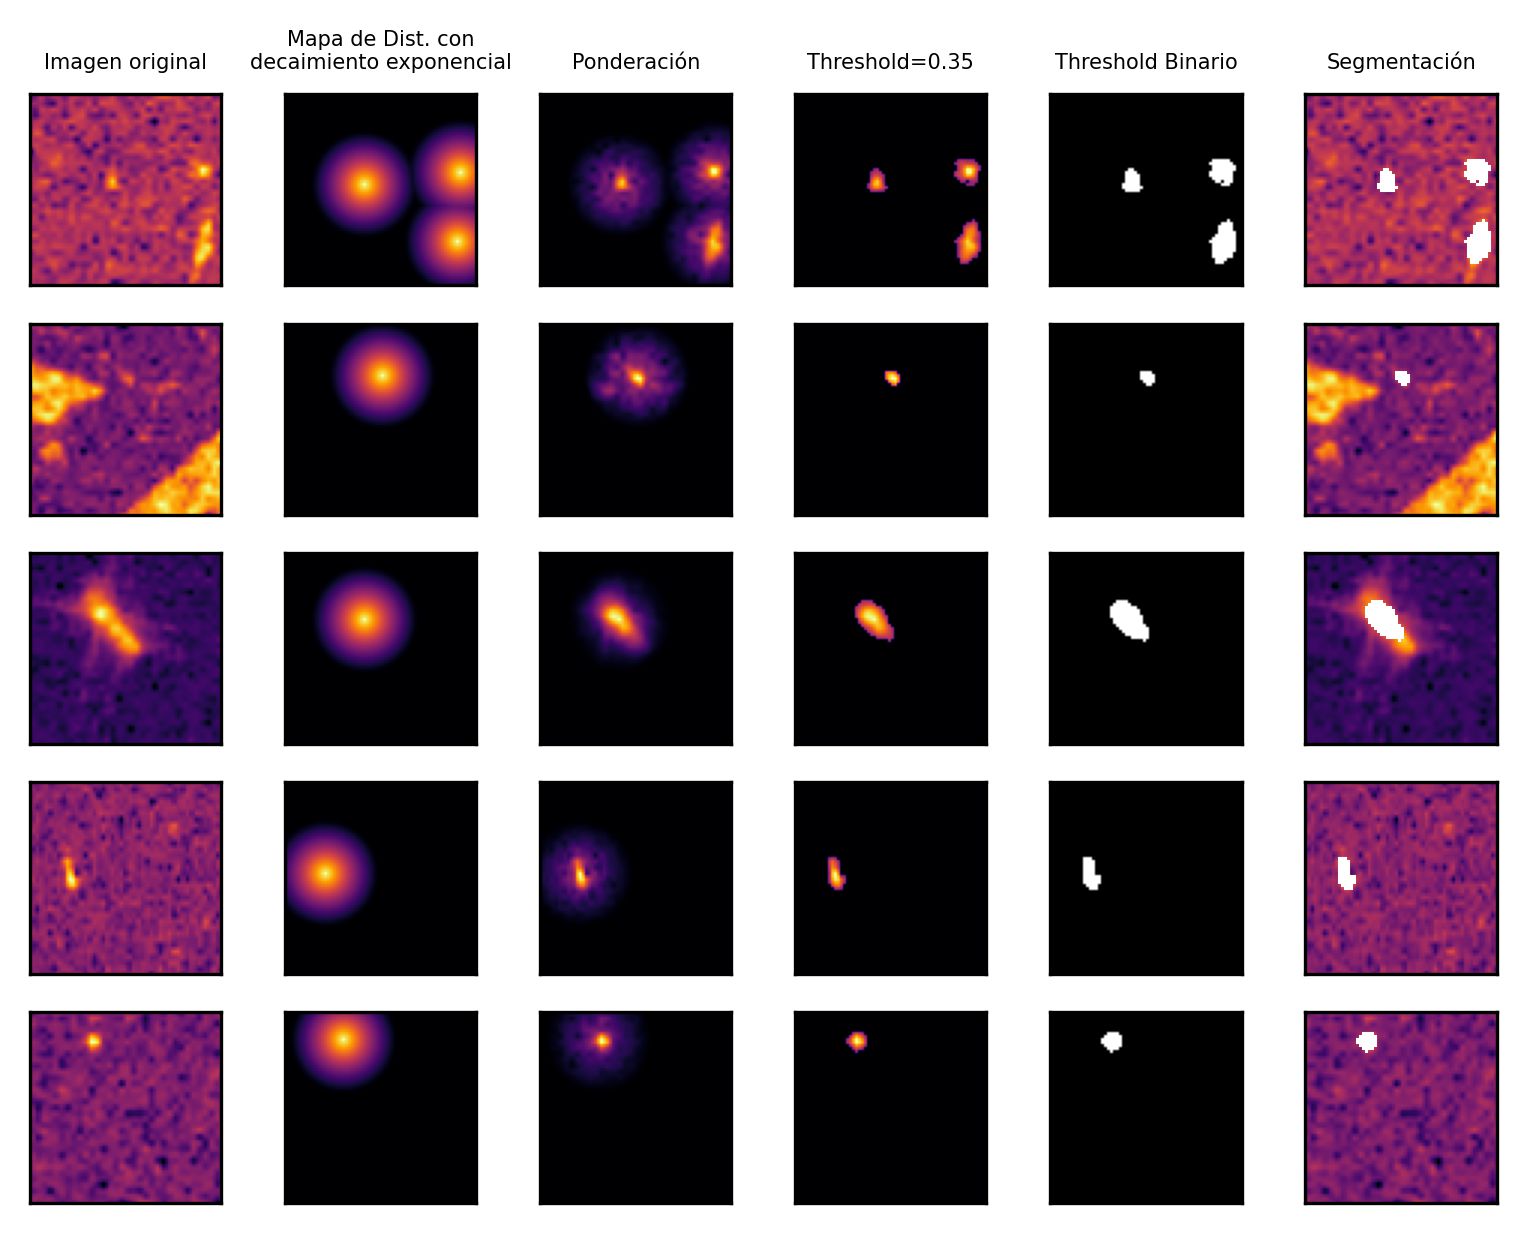 Imagen original
Mapa de Dist. con
decaimiento exponencial
Ponderación
Threshold=0.35
Threshold Binario
Segmentación